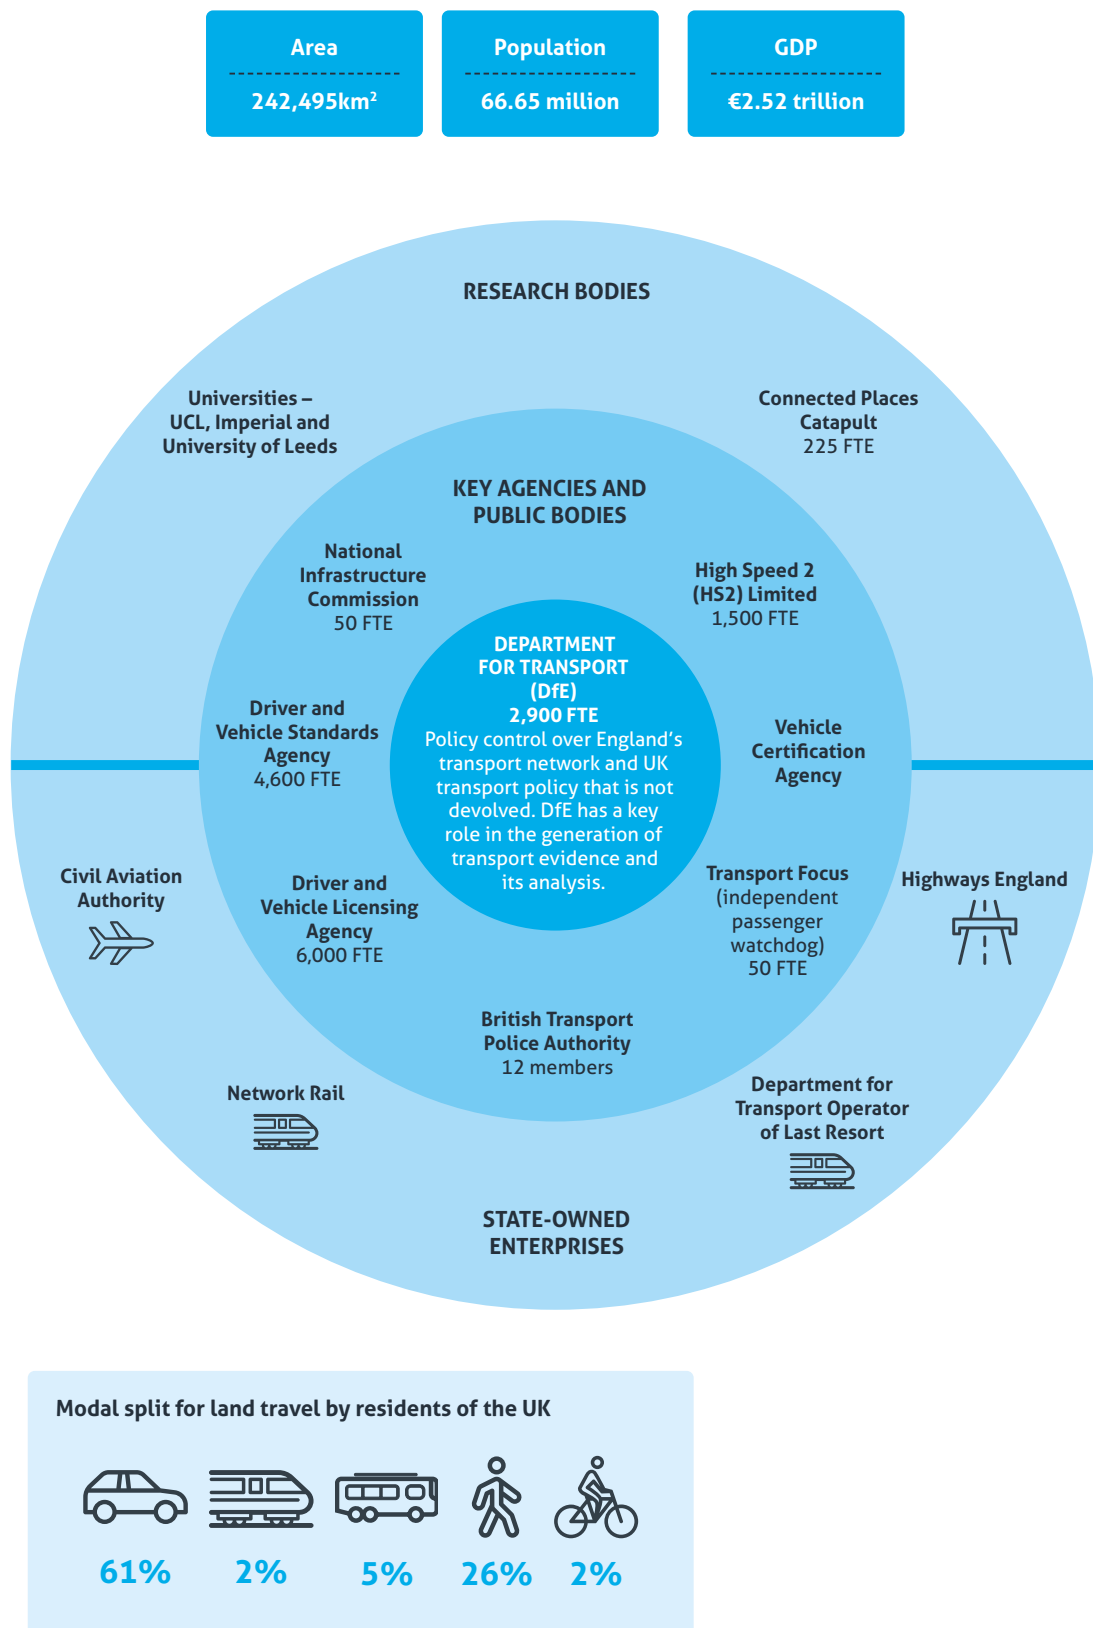 Area
242,495km²
Population
66.65 million
GDP
€2.52 trillion
RESEARCH BODIES
Universities –
UCL, Imperial and
University of Leeds
Connected Places
Catapult
225 FTE
KEY AGENCIES AND
PUBLIC BODIES
National
Infrastructure
Commission
50 FTE
High Speed 2
(HS2) Limited
1,500 FTE
DEPARTMENT
FOR TRANSPORT
(DfE)
2,900 FTE
Policy control over England's
transport network and UK
transport policy that is not
devolved. DfE has a key
role in the generation of
transport evidence and
its analysis.
Driver and
Vehicle Standards
Agency
4,600 FTE
Vehicle
Certification
Agency
Driver and
Vehicle Licensing
Agency
6,000 FTE
Transport Focus
(independent
passenger
watchdog)
50 FTE
British Transport
Police Authority
12 members
Civil Aviation
Authority
Highways England
Network Rail
Department for
Transport Operator
of Last Resort
STATE-OWNED
ENTERPRISES
Modal split for land travel by residents of the UK
61%
2%
5%
26%
2%